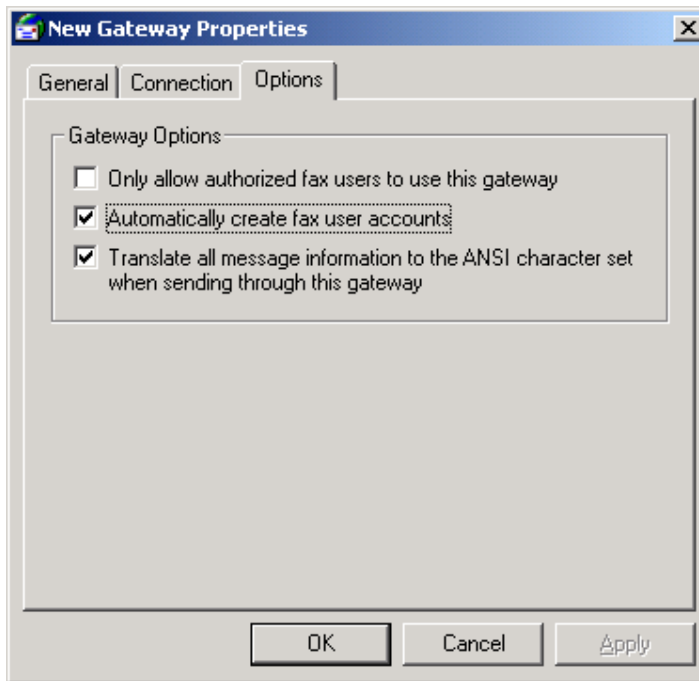 New Gateway Properties
General Connection Options
Gateway Options
Only allow authorized fax users to use this gateway
Automatically create fax user accounts
Translate all message information to the ANSI character set
when sending through this gateway
OK Cancel Apply